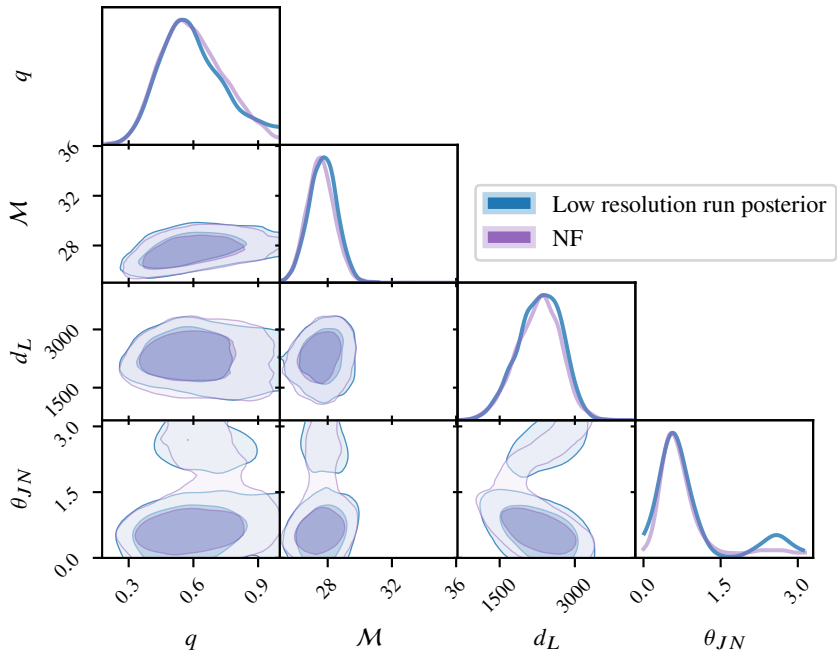 q
36
32
28
ℳ
Low resolution run posterior
NF
3000
1500
d_L
3.0
1.5
0.0
θ_JN
0.3 0.6 0.9 28 32 36 1500 3000 0.0 1.5 3.0
q ℳ d_L θ_JN